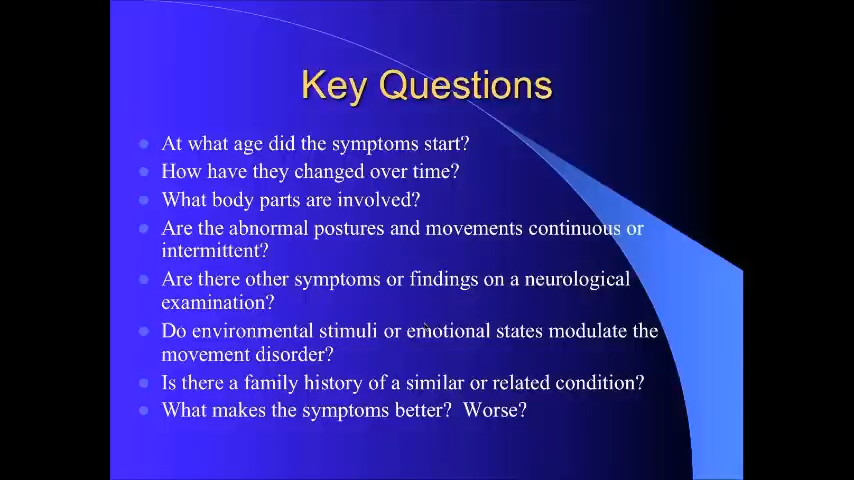 Key Questions
At what age did the symptoms start?
How have they changed over time?
What body parts are involved?
Are the abnormal postures and movements continuous or
intermittent?
Are there other symptoms or findings on a neurological
examination?
Do environmental stimuli or emotional states modulate the
movement disorder?
Is there a family history of a similar or related condition?
What makes the symptoms better?  Worse?